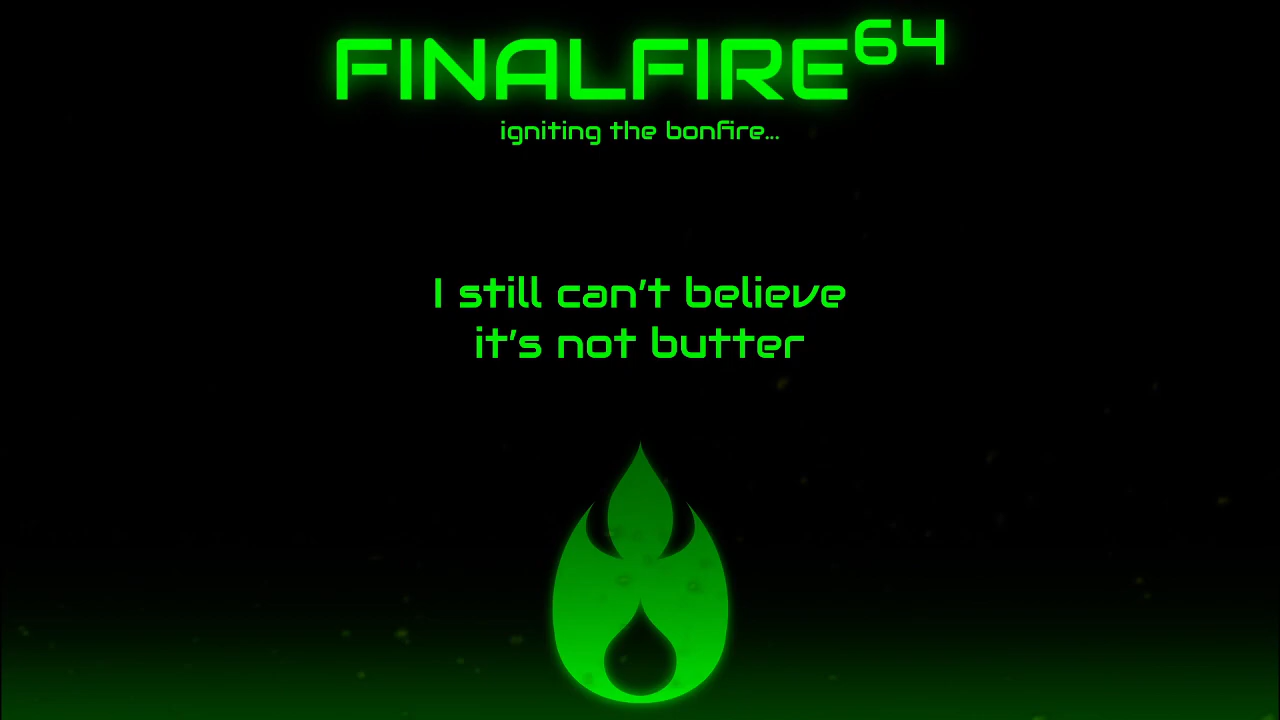 FINALFIRE64
igniting the bonfire...
I still can't believe
it's not butter